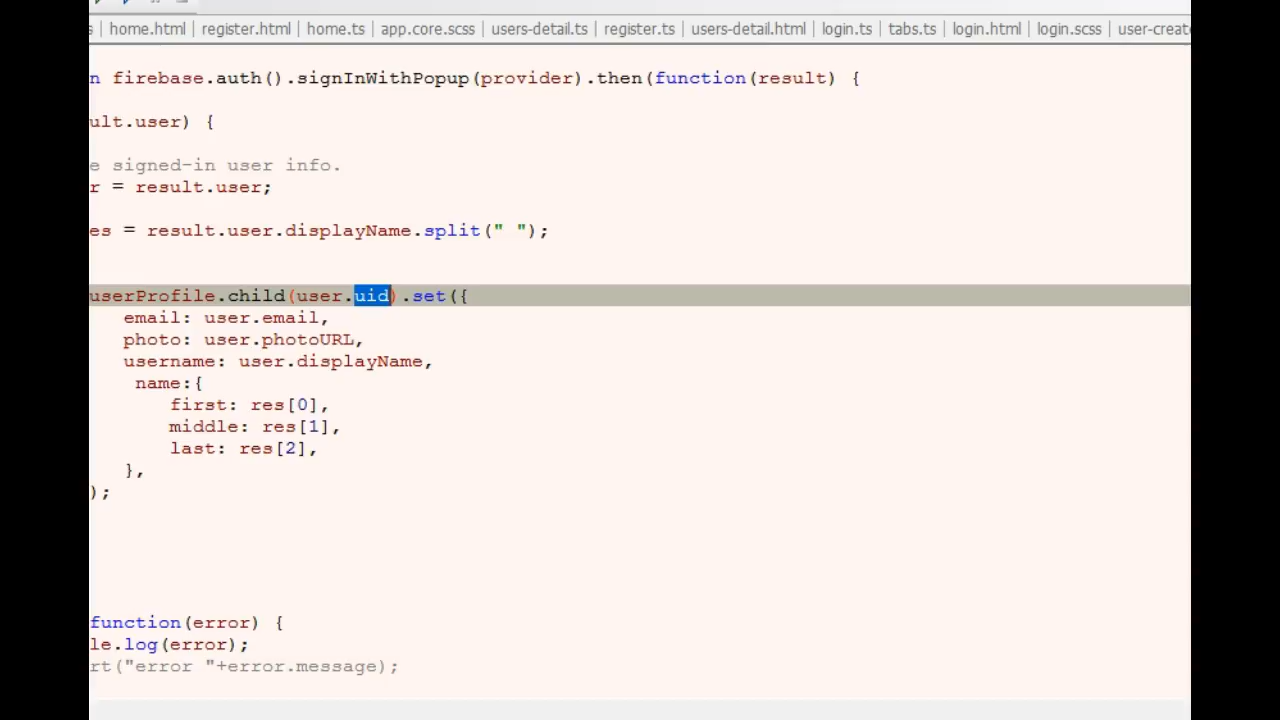 s | home.html | register.html | home.ts | app.core.scss | users-detail.ts | register.ts | users-detail.html | login.ts | tabs.ts | login.html | login.scss | user-create
n firebase.auth().signInWithPopup(provider).then(function(result) {
ult.user) {
e signed-in user info.
r = result.user;
es = result.user.displayName.split(" ");
userProfile.child(user.uid).set({
email: user.email,
photo: user.photoURL,
username: user.displayName,
name:{
first: res[0],
middle: res[1],
last: res[2],
},
);
function(error) {
le.log(error);
rt("error "+error.message);